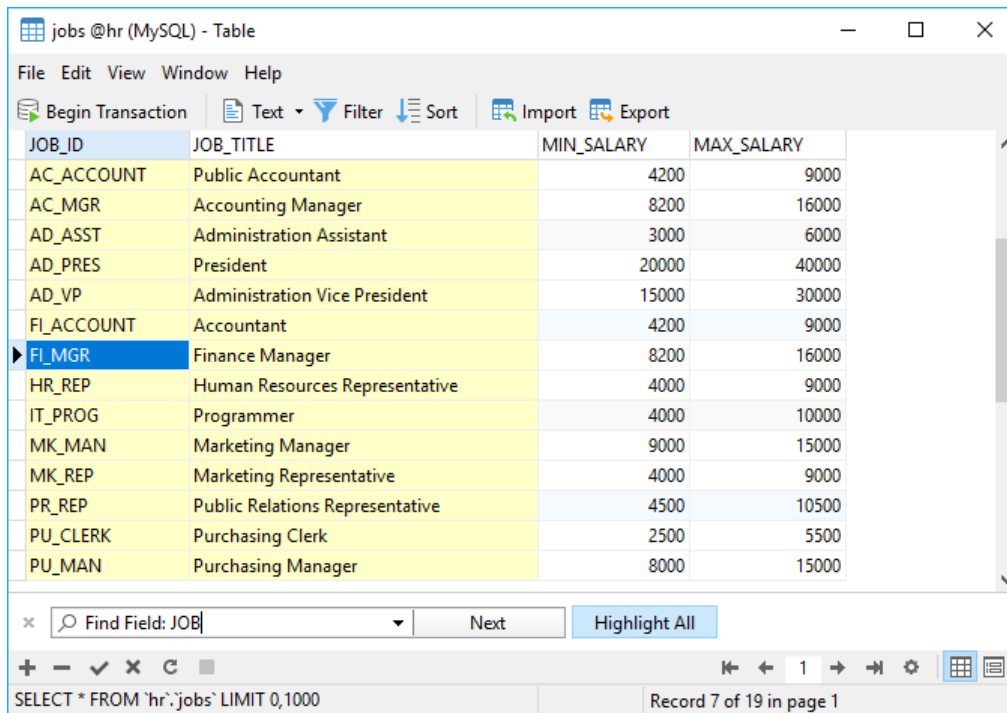 jobs @hr (MySQL) - Table
File Edit View Window Help
Begin Transaction Text Filter Sort Import Export
JOB_ID JOB_TITLE MIN_SALARY MAX_SALARY
AC_ACCOUNT Public Accountant 4200 9000
AC_MGR Accounting Manager 8200 16000
AD_ASST Administration Assistant 3000 6000
AD_PRES President 20000 40000
AD_VP Administration Vice President 15000 30000
FI_ACCOUNT Accountant 4200 9000
FI_MGR Finance Manager 8200 16000
HR_REP Human Resources Representative 4000 9000
IT_PROG Programmer 4000 10000
MK_MAN Marketing Manager 9000 15000
MK_REP Marketing Representative 4000 9000
PR_REP Public Relations Representative 4500 10500
PU_CLERK Purchasing Clerk 2500 5500
PU_MAN Purchasing Manager 8000 15000
Find Field: JOB Next Highlight All
1
SELECT * FROM `hr`.`jobs` LIMIT 0,1000 Record 7 of 19 in page 1